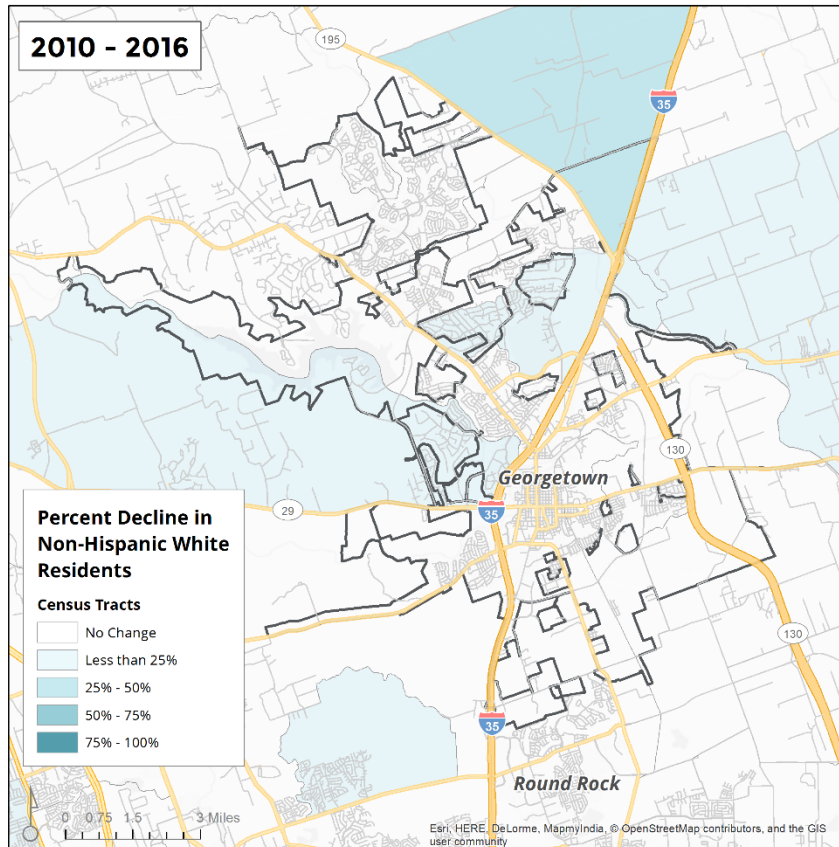 2010 - 2016
195
35
Georgetown
130
29
35
130
35
Round Rock
Percent Decline in
Non-Hispanic White
Residents
Census Tracts
No Change
Less than 25%
25% - 50%
50% - 75%
75% - 100%
0 0.75 1.5 3 Miles
Esri, HERE, DeLorme, MapmyIndia, © OpenStreetMap contributors, and the GIS
user community